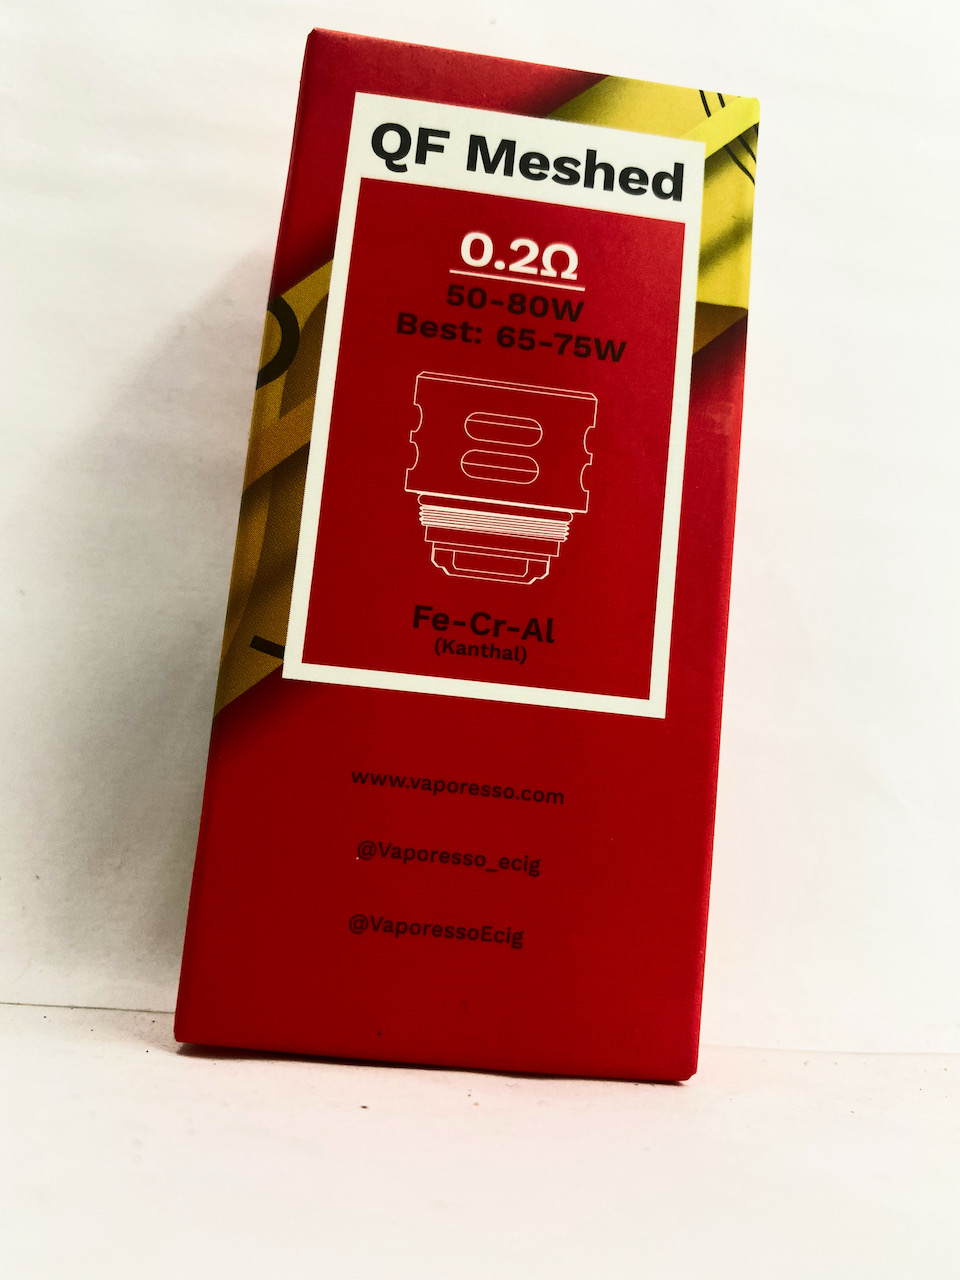 QF Meshed
0.2Ω
50-80W
Best: 65-75W
Fe-Cr-Al
(Kanthal)
www.vaporesso.com
@Vaporesso_ecig
@VaporessoEcig